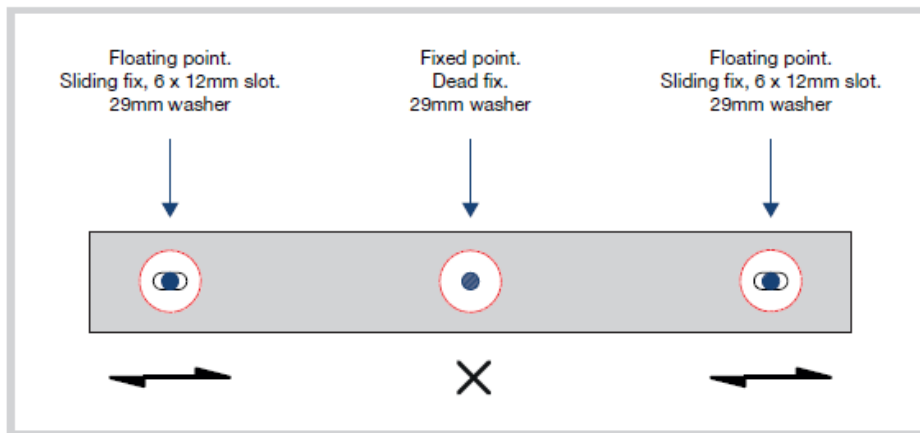 Floating point.
Sliding fix, 6 x 12mm slot.
29mm washer
Fixed point.
Dead fix.
29mm washer
Floating point.
Sliding fix, 6 x 12mm slot.
29mm washer